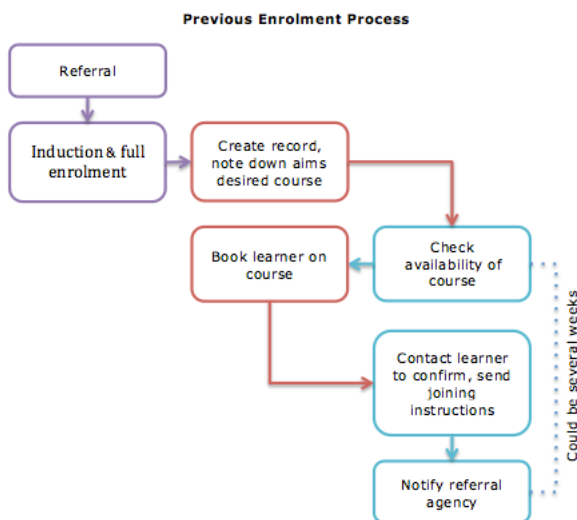 Previous Enrolment Process
Referral
Induction & full
enrolment
Create record,
note down aims
desired course
Book learner on
course
Check
availability of
course
Contact learner
to confirm, send
joining
instructions
Notify referral
agency
Could be several weeks